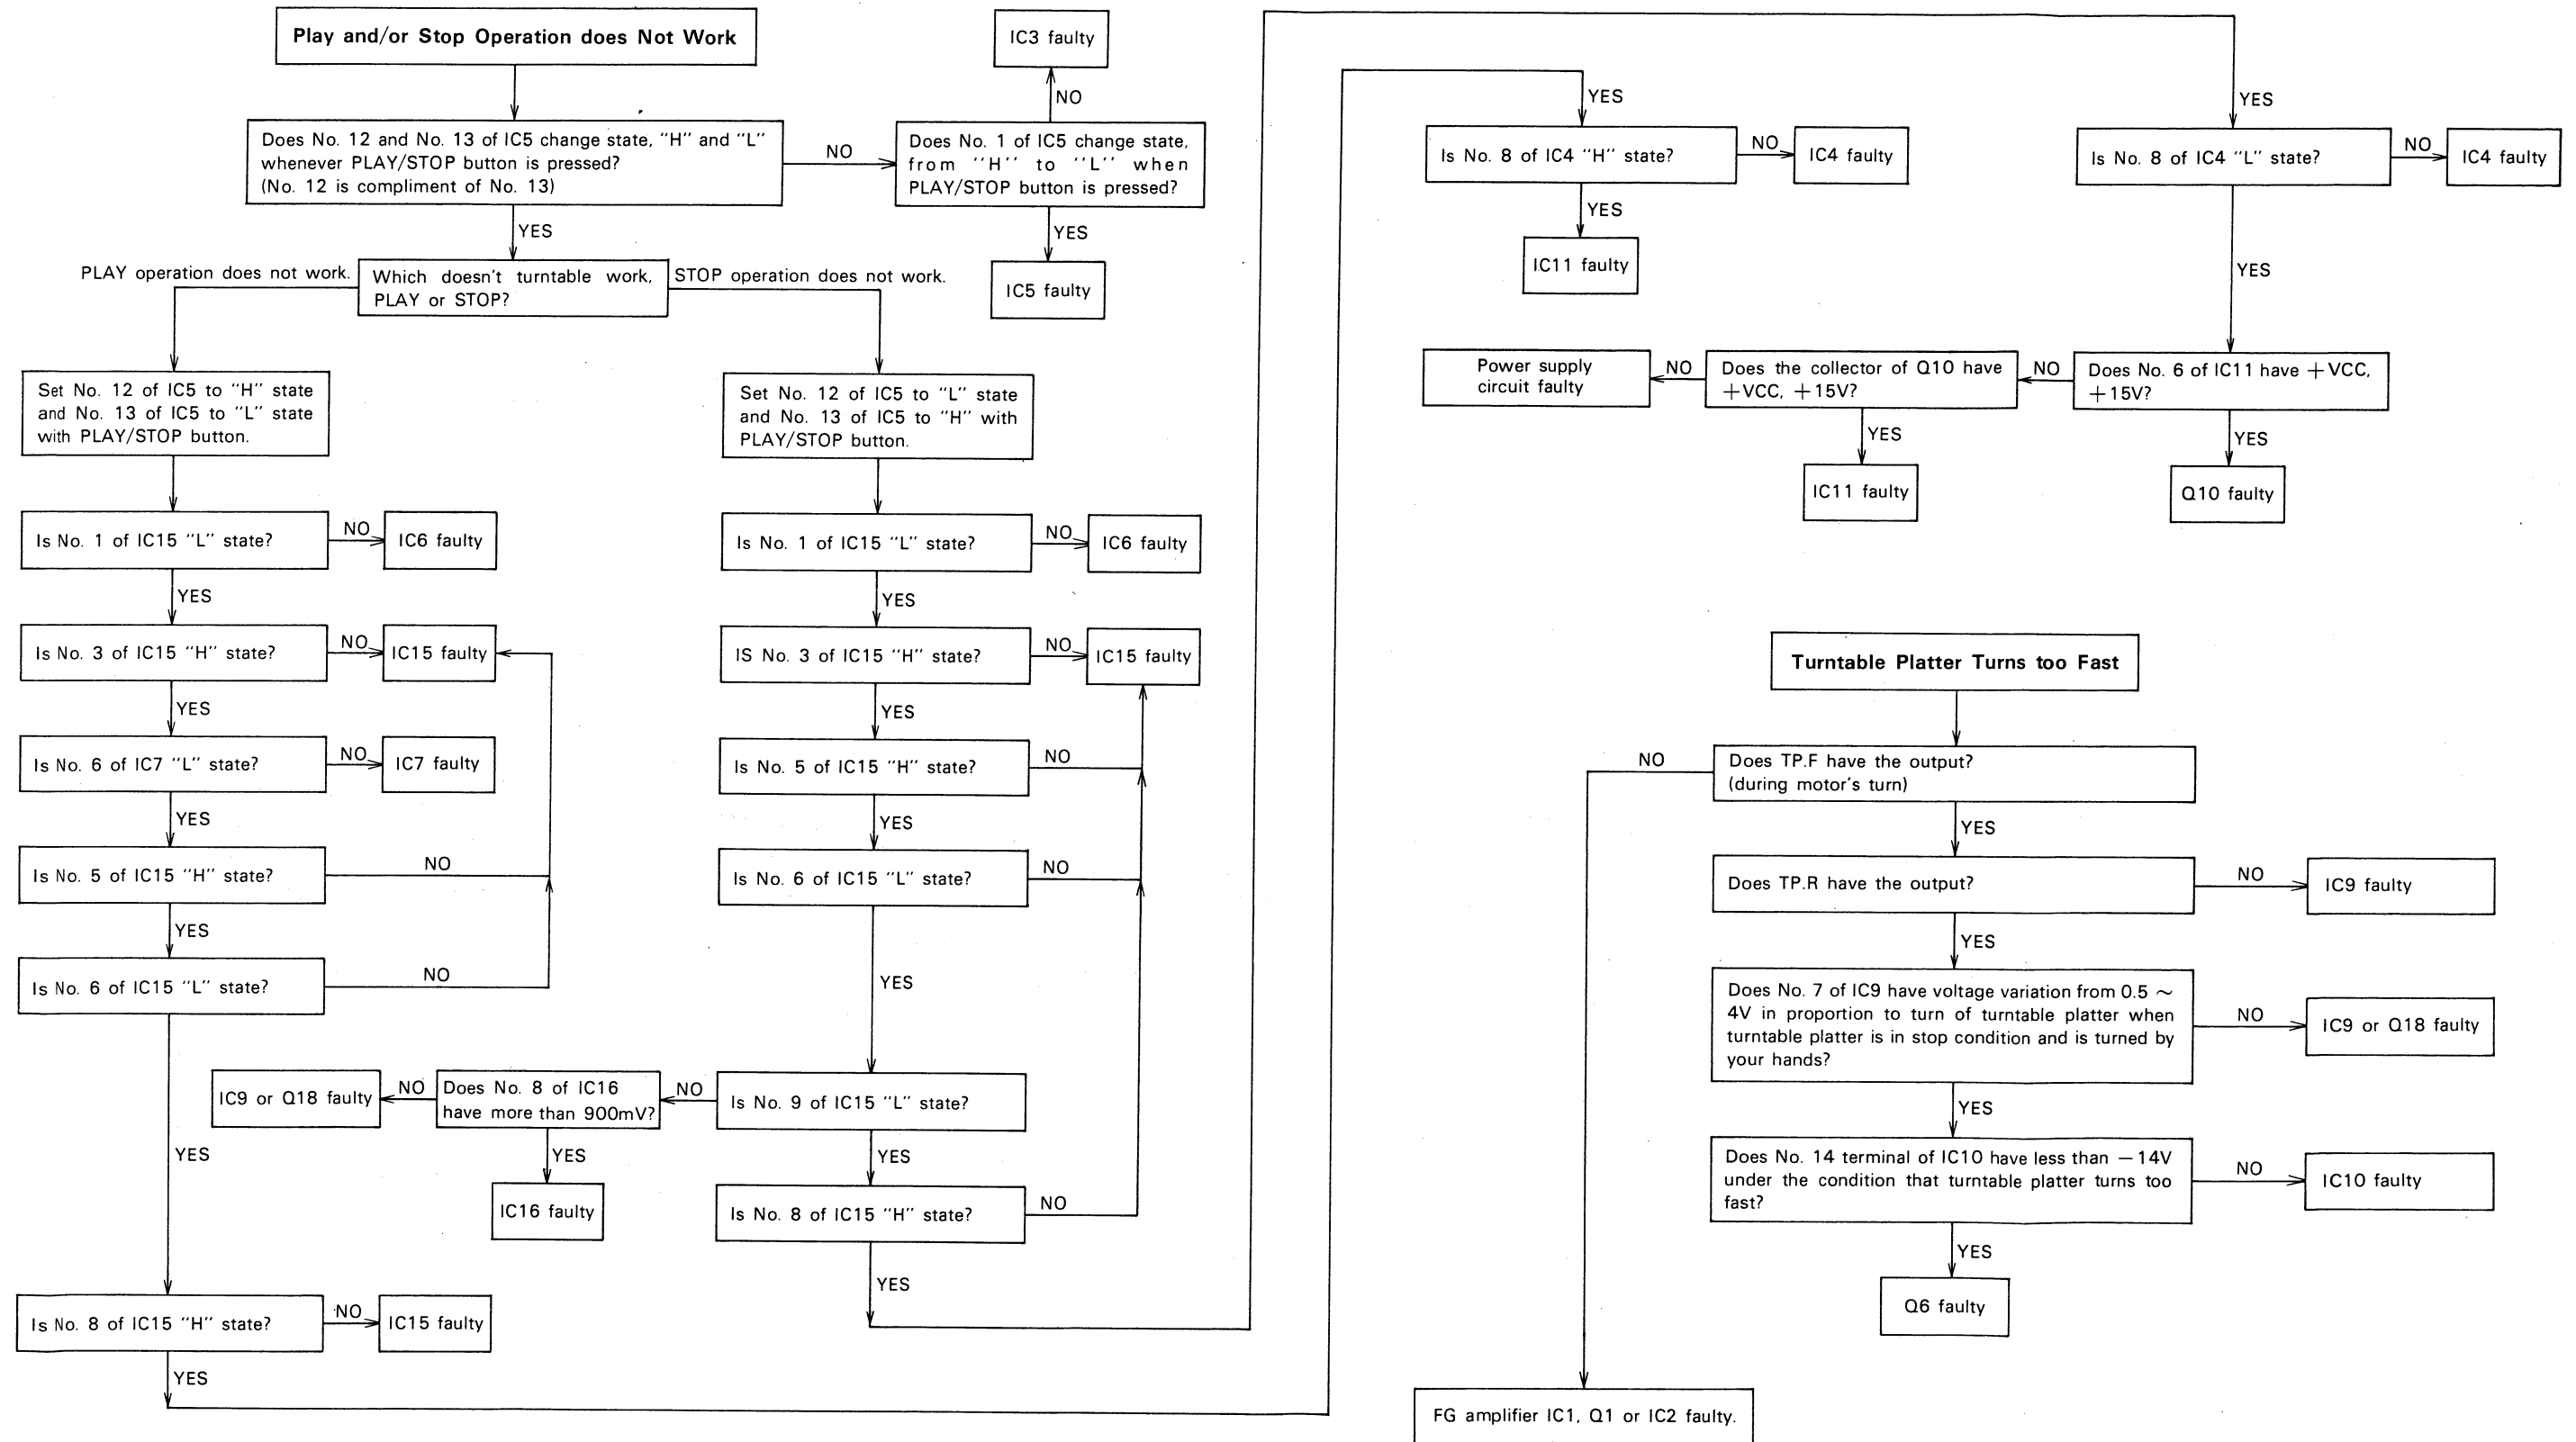 Play and/or Stop Operation does Not Work
Does No. 12 and No. 13 of IC5 change state, "H" and "L"
whenever PLAY/STOP button is pressed?
(No. 12 is compliment of No. 13)
NO
Does No. 1 of IC5 change state,
from "H" to "L" when
PLAY/STOP button is pressed?
NO
IC3 faulty
YES
IC5 faulty
YES
Which doesn't turntable work,
PLAY or STOP?
PLAY operation does not work.
STOP operation does not work.
Set No. 12 of IC5 to "H" state
and No. 13 of IC5 to "L" state
with PLAY/STOP button.
Is No. 1 of IC15 "L" state?
NO
IC6 faulty
YES
Is No. 3 of IC15 "H" state?
NO
IC15 faulty
YES
Is No. 6 of IC7 "L" state?
NO
IC7 faulty
YES
Is No. 5 of IC15 "H" state?
NO
YES
Is No. 6 of IC15 "L" state?
NO
YES
Is No. 8 of IC15 "H" state?
NO
IC15 faulty
YES
Set No. 12 of IC5 to "L" state
and No. 13 of IC5 to "H" with
PLAY/STOP button.
Is No. 1 of IC15 "L" state?
NO
IC6 faulty
YES
IS No. 3 of IC15 "H" state?
NO
IC15 faulty
YES
Is No. 5 of IC15 "H" state?
NO
YES
Is No. 6 of IC15 "L" state?
NO
YES
Is No. 9 of IC15 "L" state?
NO
Does No. 8 of IC16
have more than 900mV?
NO
IC9 or Q18 faulty
YES
IC16 faulty
YES
Is No. 8 of IC15 "H" state?
NO
YES
YES
Is No. 8 of IC4 "H" state?
NO
IC4 faulty
YES
IC11 faulty
YES
Is No. 8 of IC4 "L" state?
NO
IC4 faulty
YES
Does No. 6 of IC11 have +VCC,
+15V?
NO
Does the collector of Q10 have
+VCC, +15V?
NO
Power supply
circuit faulty
YES
IC11 faulty
YES
Q10 faulty
Turntable Platter Turns too Fast
Does TP.F have the output?
(during motor's turn)
NO
YES
Does TP.R have the output?
NO
IC9 faulty
YES
Does No. 7 of IC9 have voltage variation from 0.5 ~
4V in proportion to turn of turntable platter when
turntable platter is in stop condition and is turned by
your hands?
NO
IC9 or Q18 faulty
YES
Does No. 14 terminal of IC10 have less than −14V
under the condition that turntable platter turns too
fast?
NO
IC10 faulty
YES
Q6 faulty
FG amplifier IC1, Q1 or IC2 faulty.